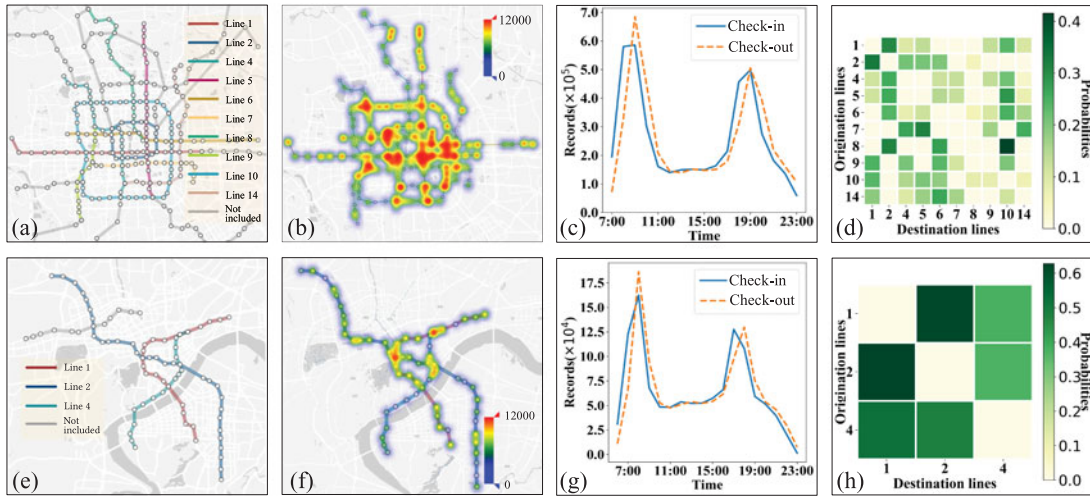 Line 1
Line 2
Line 4
Line 5
Line 6
Line 7
Line 8
Line 9
Line 10
Line 14
Not
included
(a)
12000
0
(b)
7.0
6.0
5.0
4.0
3.0
2.0
1.0
0.0
Records(×10⁵)
Check-in
Check-out
7:00 11:00 15:00 19:00 23:00
Time
(c)
1
2
4
5
6
7
8
9
10
14
Origination lines
1 2 4 5 6 7 8 9 10 14
Destination lines
0.4
0.3
0.2
0.1
0.0
Probabilities
(d)
Line 1
Line 2
Line 4
Not
included
(e)
12000
0
(f)
17.5
15.0
12.5
10.0
7.5
5.0
2.5
0.0
Records(×10⁴)
Check-in
Check-out
7:00 11:00 15:00 19:00 23:00
Time
(g)
1
2
4
Origination lines
1 2 4
Destination lines
0.6
0.5
0.4
0.3
0.2
0.1
0.0
Probabilities
(h)